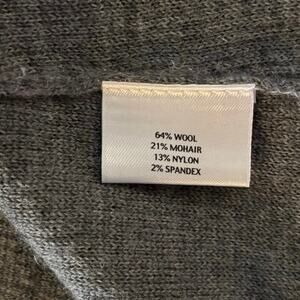 64% WOOL
21% MOHAIR
13% NYLON
2% SPANDEX